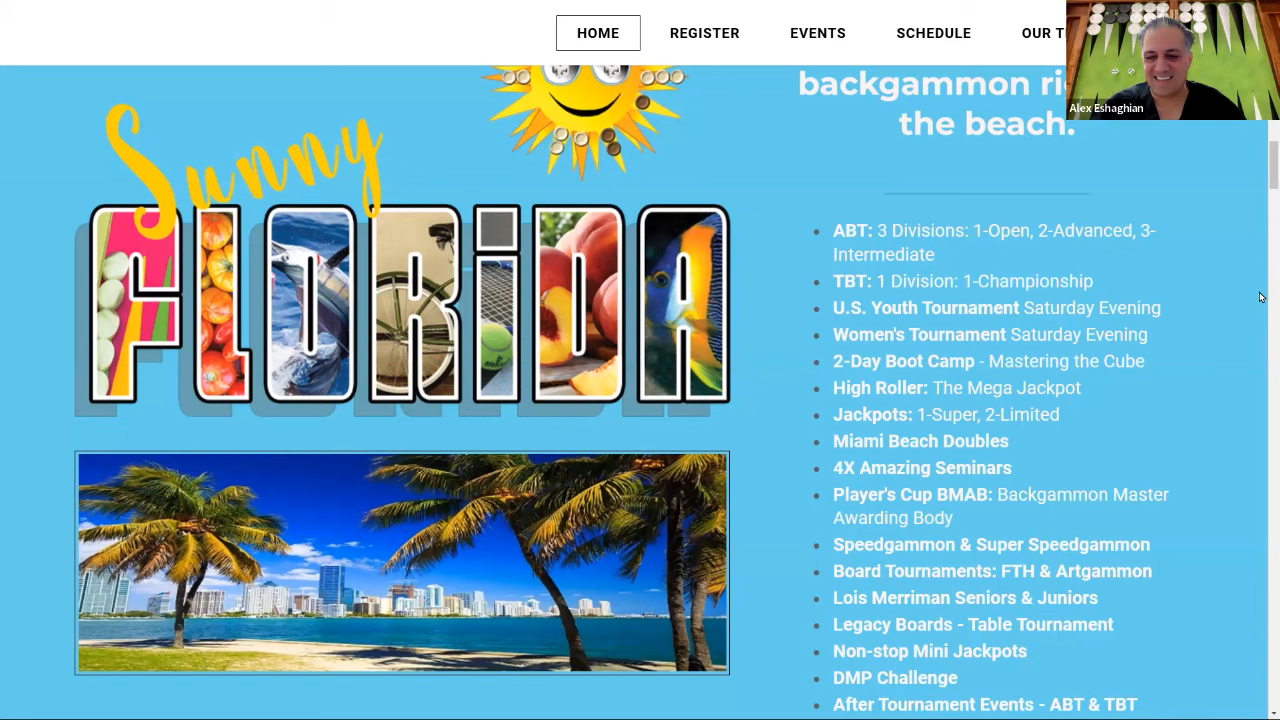 HOME REGISTER EVENTS SCHEDULE OUR T
Alex Eshaghian
Sunny
FLORiDA
backgammon ri
the beach.
ABT: 3 Divisions: 1-Open, 2-Advanced, 3-
Intermediate
TBT: 1 Division: 1-Championship
U.S. Youth Tournament Saturday Evening
Women's Tournament Saturday Evening
2-Day Boot Camp - Mastering the Cube
High Roller: The Mega Jackpot
Jackpots: 1-Super, 2-Limited
Miami Beach Doubles
4X Amazing Seminars
Player's Cup BMAB: Backgammon Master
Awarding Body
Speedgammon & Super Speedgammon
Board Tournaments: FTH & Artgammon
Lois Merriman Seniors & Juniors
Legacy Boards - Table Tournament
Non-stop Mini Jackpots
DMP Challenge
After Tournament Events - ABT & TBT